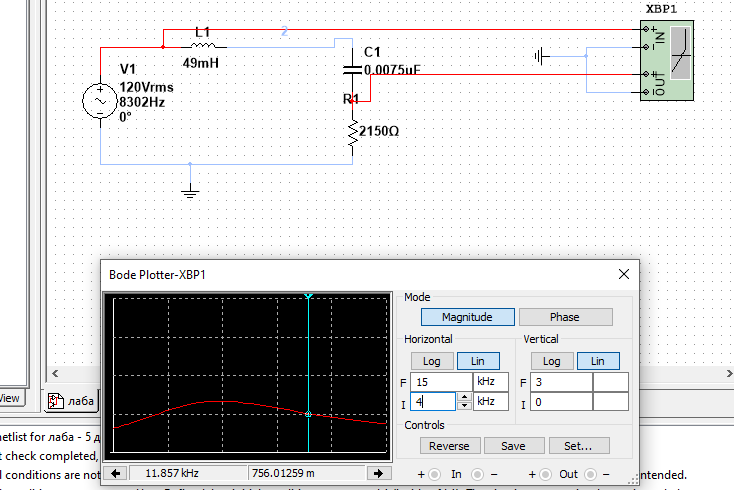 XBP1
L1
2
IN
49mH
C1
0.0075uF
V1
120Vrms
8302Hz
0°
R1
2150Ω
OUT
Bode Plotter-XBP1
Mode
Magnitude Phase
Horizontal Vertical
Log Lin Log Lin
F 15 kHz F 3
I 4 kHz I 0
Controls
Reverse Save Set...
11.857 kHz 756.01259 m
+ In - + Out -
View лаба
netlist for лаба - 5 д
t check completed,
conditions are not
ntended.